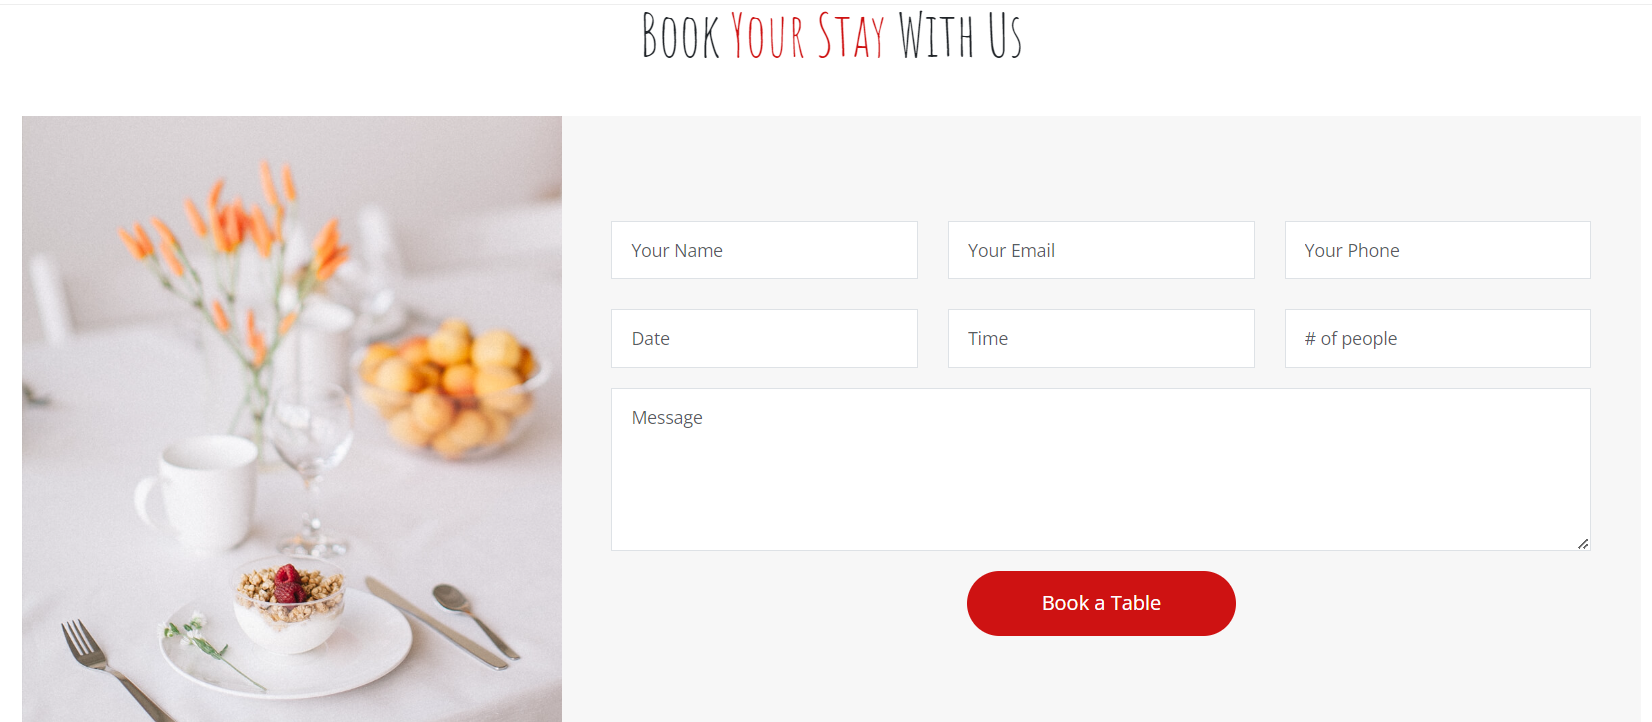 Book Your Stay With Us
Your Name
Your Email
Your Phone
Date
Time
# of people
Message
Book a Table